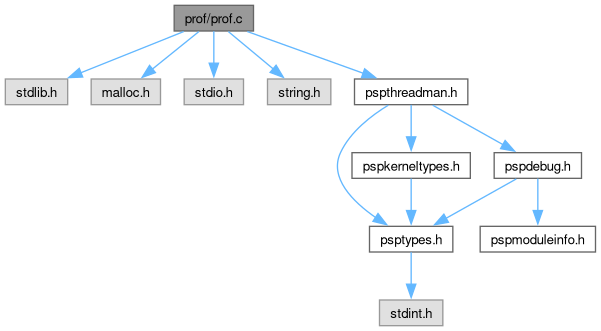 prof/prof.c
stdlib.h
malloc.h
stdio.h
string.h
pspthreadman.h
pspkerneltypes.h
pspdebug.h
psptypes.h
pspmoduleinfo.h
stdint.h